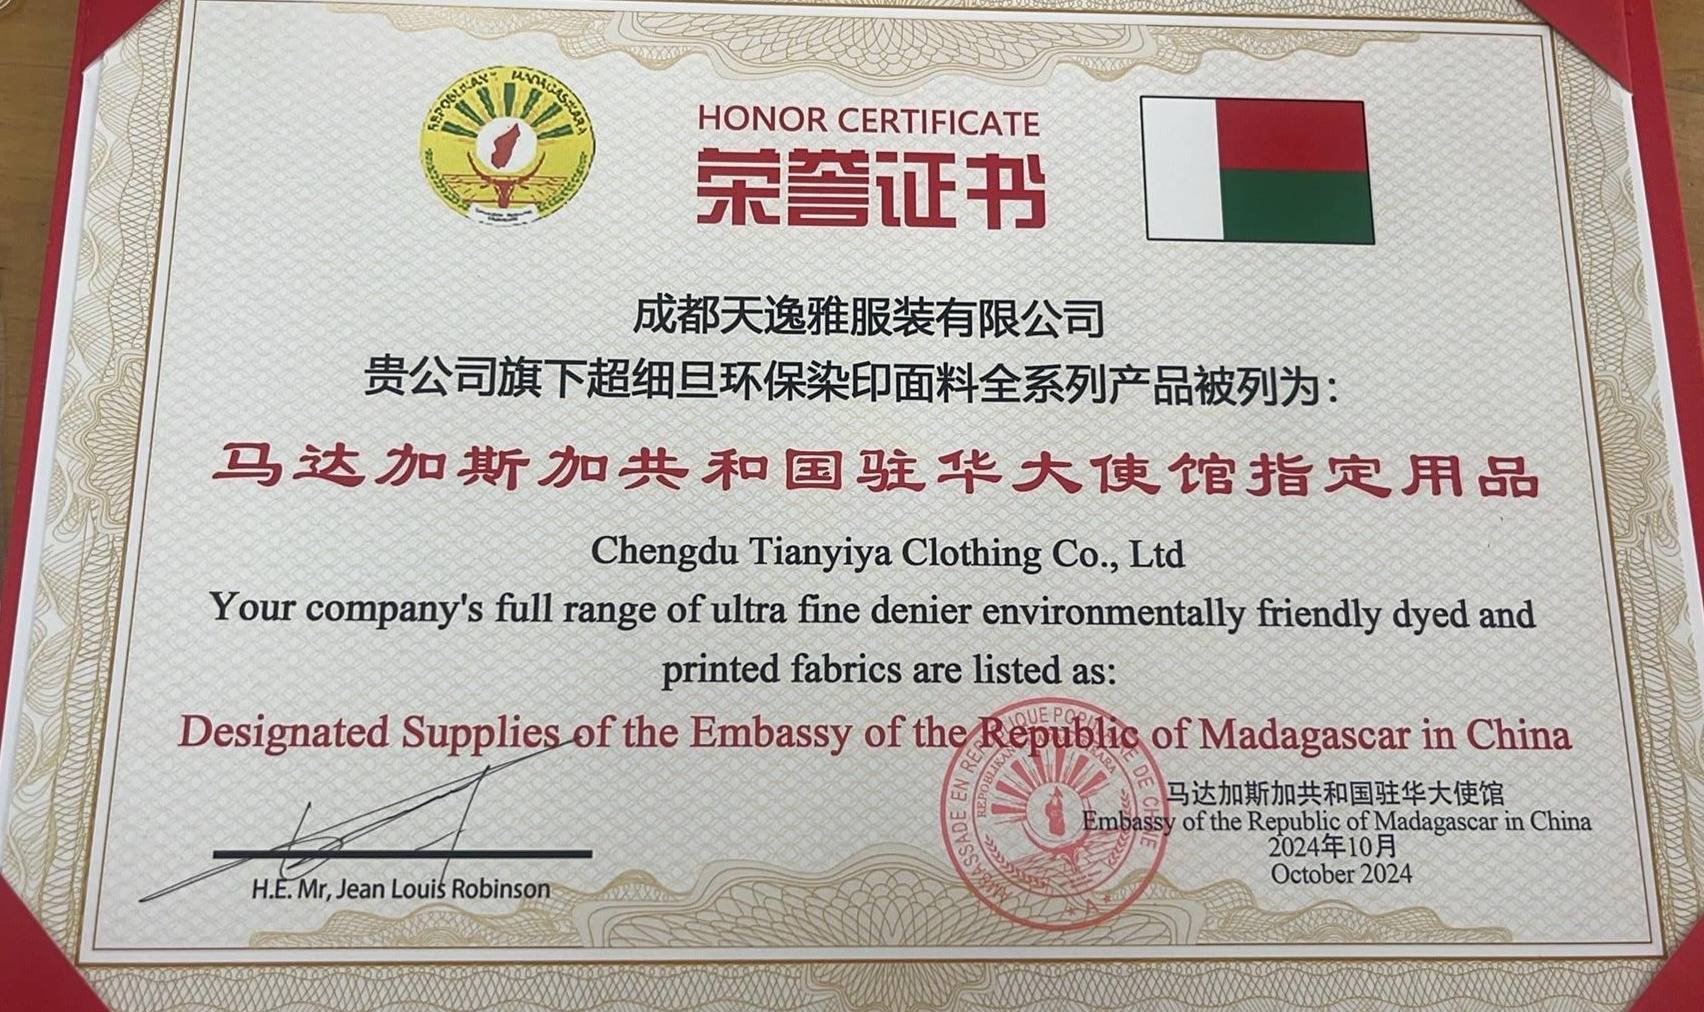 REPOBLIKAN'I MADAGASIKARA
HONOR CERTIFICATE
荣誉证书
成都天逸雅服装有限公司
贵公司旗下超细旦环保染印面料全系列产品被列为：
马达加斯加共和国驻华大使馆指定用品
Chengdu Tianyiya Clothing Co., Ltd
Your company's full range of ultra fine denier environmentally friendly dyed and
printed fabrics are listed as:
Designated Supplies of the Embassy of the Republic of Madagascar in China
马达加斯加共和国驻华大使馆
Embassy of the Republic of Madagascar in China
2024年10月
October 2024
H.E. Mr, Jean Louis Robinson